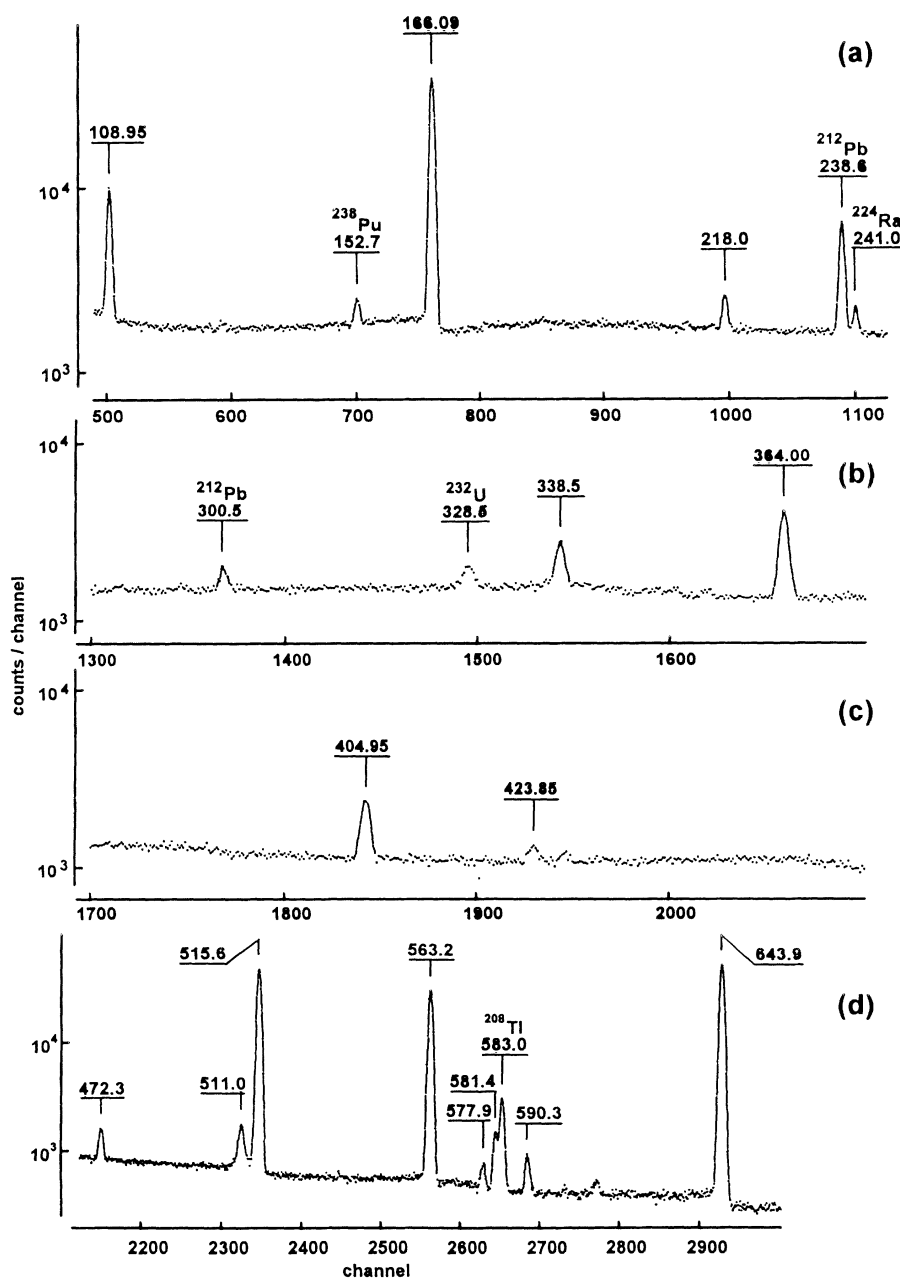 166.09
(a)
108.95
10⁴
²³⁸Pu
152.7
218.0
²¹²Pb
238.6
²²⁴Ra
241.0
10³
500 600 700 800 900 1000 1100
10⁴
(b)
²¹²Pb
300.5
²³²U
328.5
338.5
364.00
10³
1300 1400 1500 1600
counts / channel
10⁴
(c)
404.95
423.85
10³
1700 1800 1900 2000
515.6
563.2
643.9
(d)
10⁴
²⁰⁸Tl
583.0
472.3
511.0
581.4
577.9
590.3
10³
2200 2300 2400 2500 2600 2700 2800 2900
channel